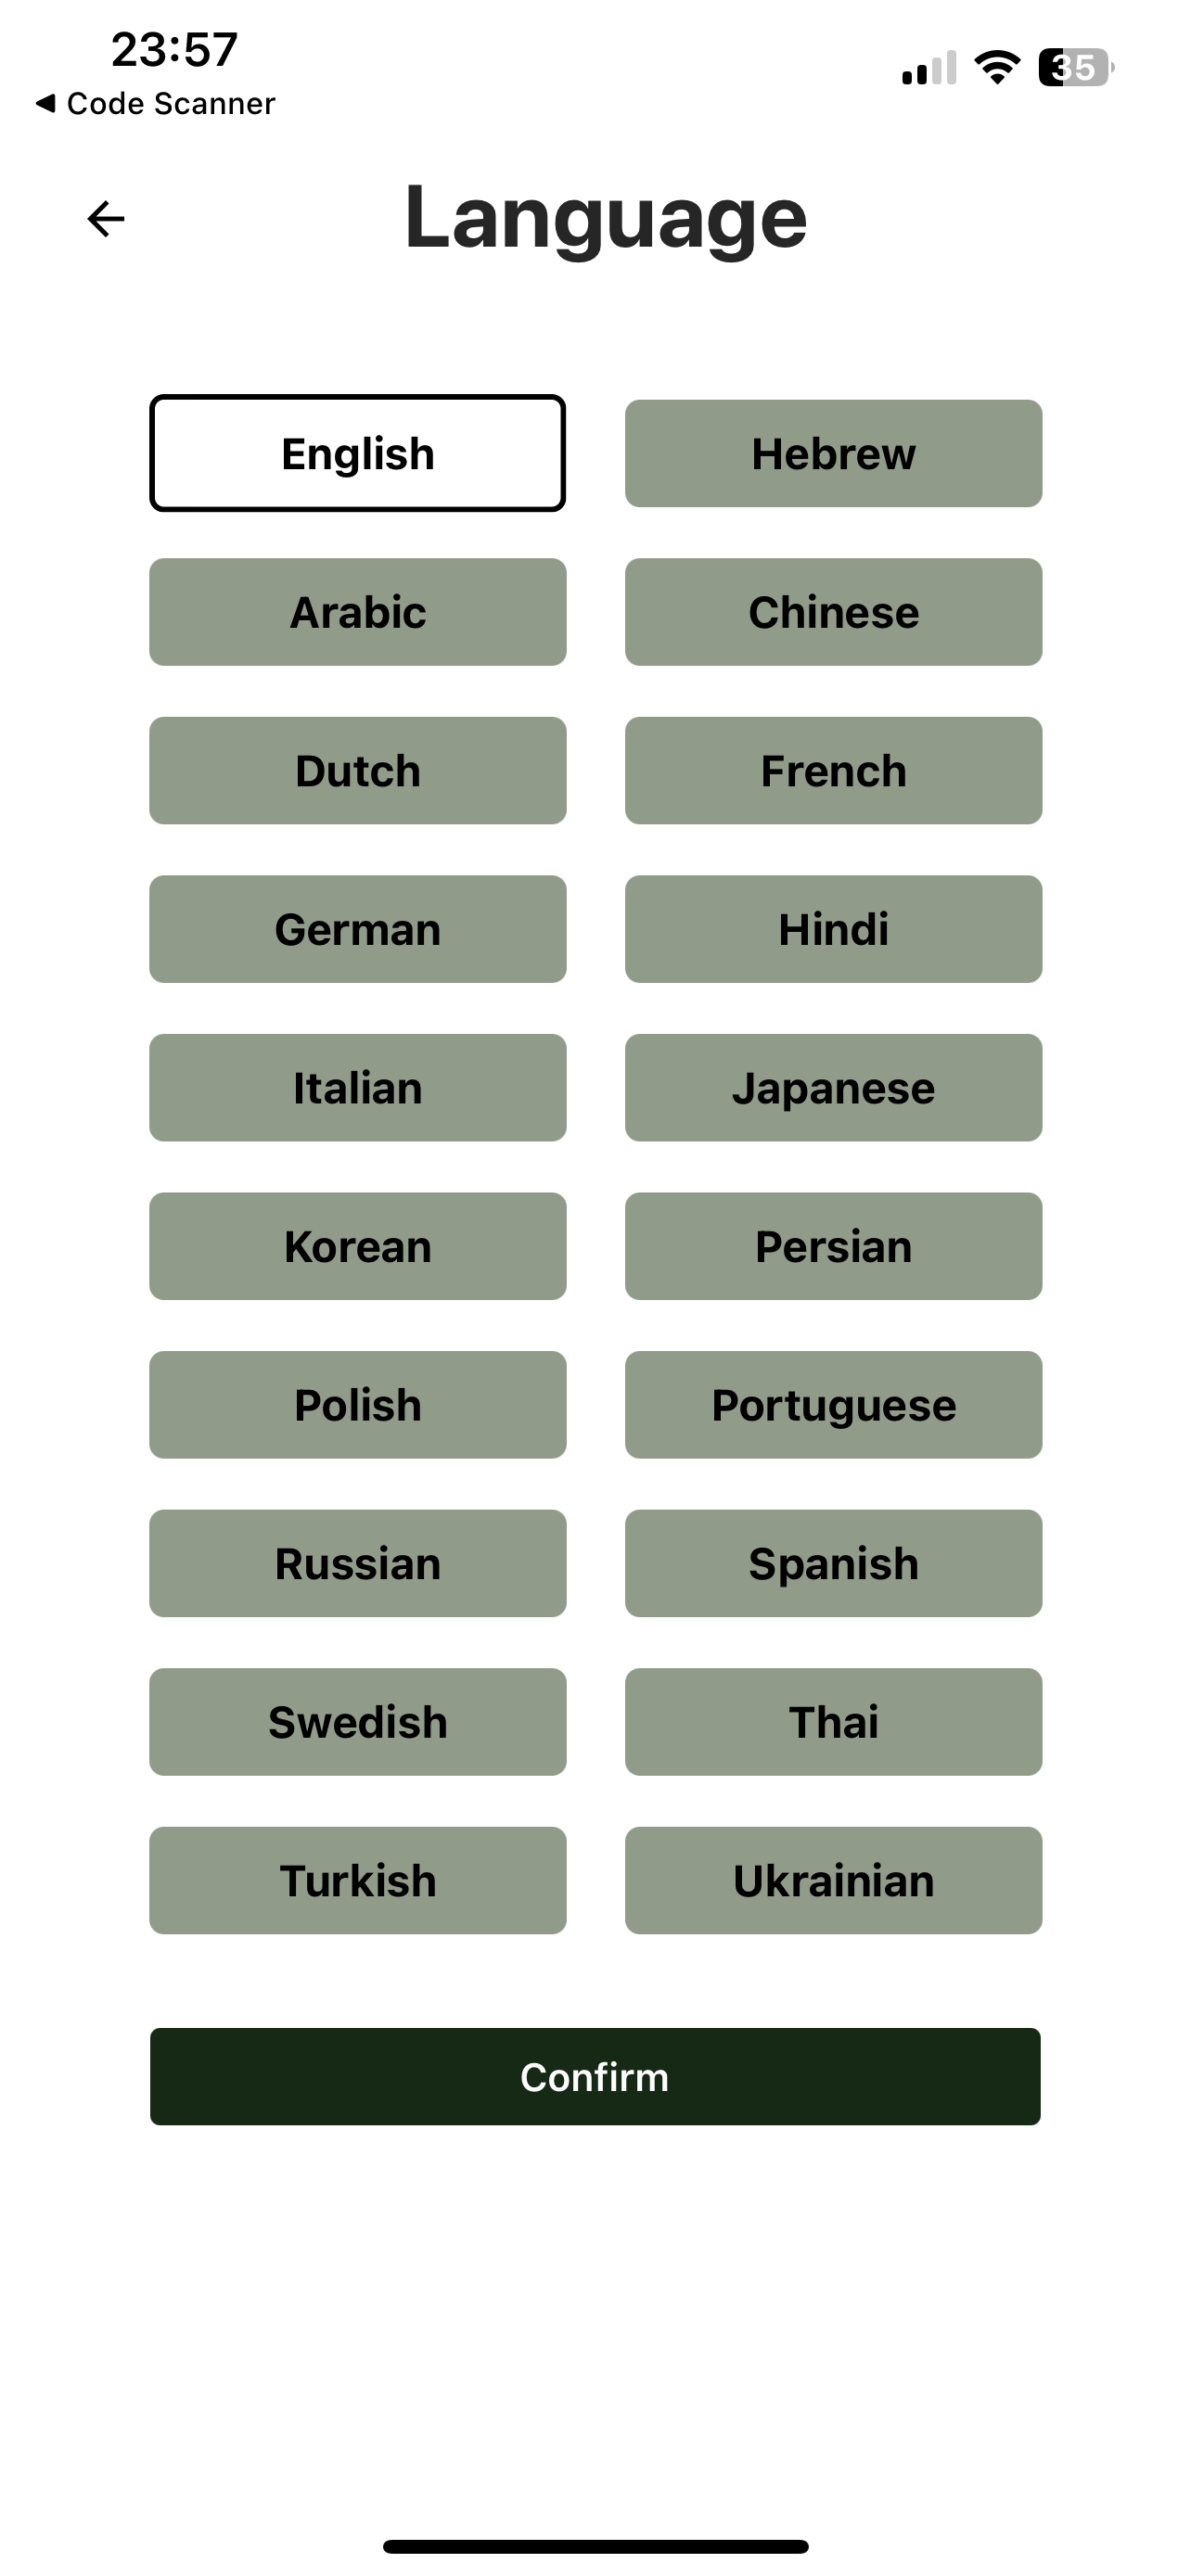 23:57
35
◀ Code Scanner
Language
English
Hebrew
Arabic
Chinese
Dutch
French
German
Hindi
Italian
Japanese
Korean
Persian
Polish
Portuguese
Russian
Spanish
Swedish
Thai
Turkish
Ukrainian
Confirm